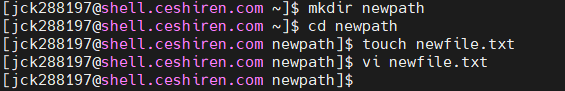 [jck288197@shell.ceshiren.com ~]$ mkdir newpath
[jck288197@shell.ceshiren.com ~]$ cd newpath
[jck288197@shell.ceshiren.com newpath]$ touch newfile.txt
[jck288197@shell.ceshiren.com newpath]$ vi newfile.txt
[jck288197@shell.ceshiren.com newpath]$